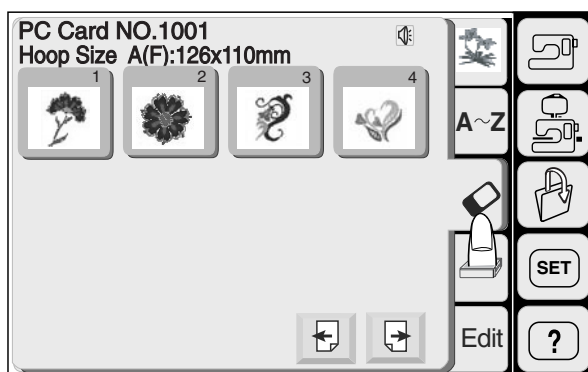 PC Card NO.1001
Hoop Size A(F):126x110mm
1 2 3 4
A~Z
SET
Edit
?